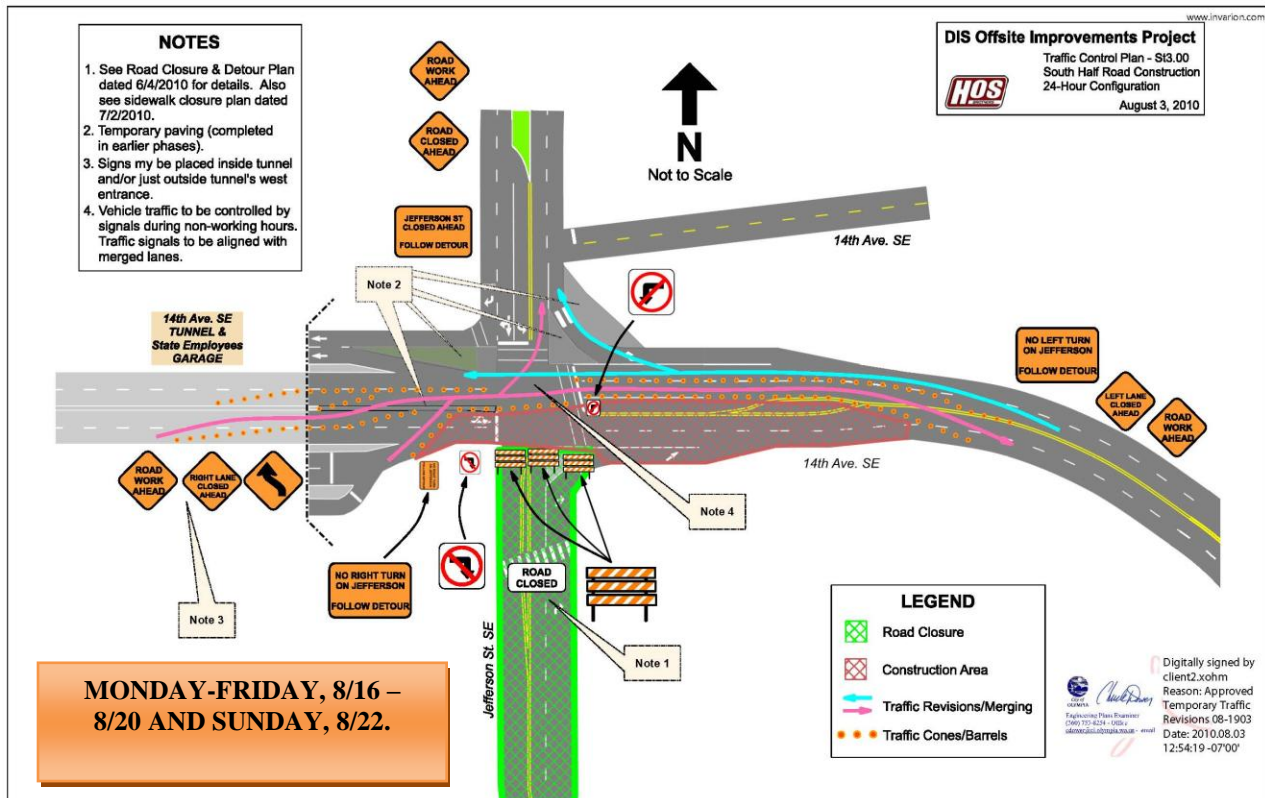 www.invarion.com
NOTES
1. See Road Closure & Detour Plan
dated 6/4/2010 for details. Also
see sidewalk closure plan dated
7/2/2010.
2. Temporary paving (completed
in earlier phases).
3. Signs my be placed inside tunnel
and/or just outside tunnel's west
entrance.
4. Vehicle traffic to be controlled by
signals during non-working hours.
Traffic signals to be aligned with
merged lanes.
ROAD
WORK
AHEAD
ROAD
CLOSED
AHEAD
JEFFERSON ST
CLOSED AHEAD
FOLLOW DETOUR
N
Not to Scale
DIS Offsite Improvements Project
HOS
Traffic Control Plan - St3.00
South Half Road Construction
24-Hour Configuration
August 3, 2010
14th Ave. SE
Note 2
14th Ave. SE
TUNNEL &
State Employees
GARAGE
NO LEFT TURN
ON JEFFERSON
FOLLOW DETOUR
LEFT LANE
CLOSED
AHEAD
ROAD
WORK
AHEAD
14th Ave. SE
ROAD
WORK
AHEAD
RIGHT LANE
CLOSED
AHEAD
Note 4
NO RIGHT TURN
ON JEFFERSON
FOLLOW DETOUR
ROAD
CLOSED
Note 3
Note 1
Jefferson St. SE
MONDAY-FRIDAY, 8/16 –
8/20 AND SUNDAY, 8/22.
LEGEND
Road Closure
Construction Area
Traffic Revisions/Merging
Traffic Cones/Barrels
OLYMPIA
Engineering Plans Examiner
Digitally signed by
client2.xohm
Reason: Approved
Temporary Traffic
Revisions 08-1903
Date: 2010.08.03
12:54:19 -07'00'